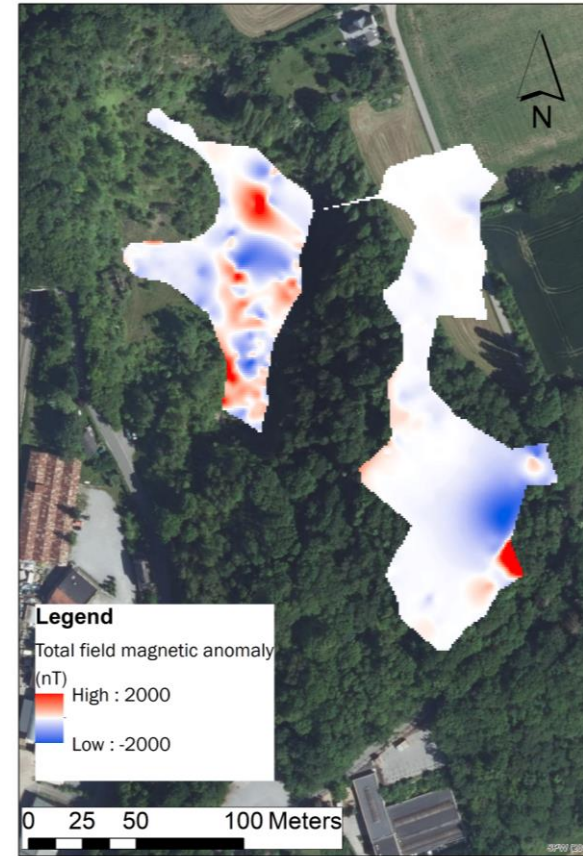 N
Legend
Total field magnetic anomaly
(nT)
High : 2000
Low : -2000
0 25 50 100 Meters